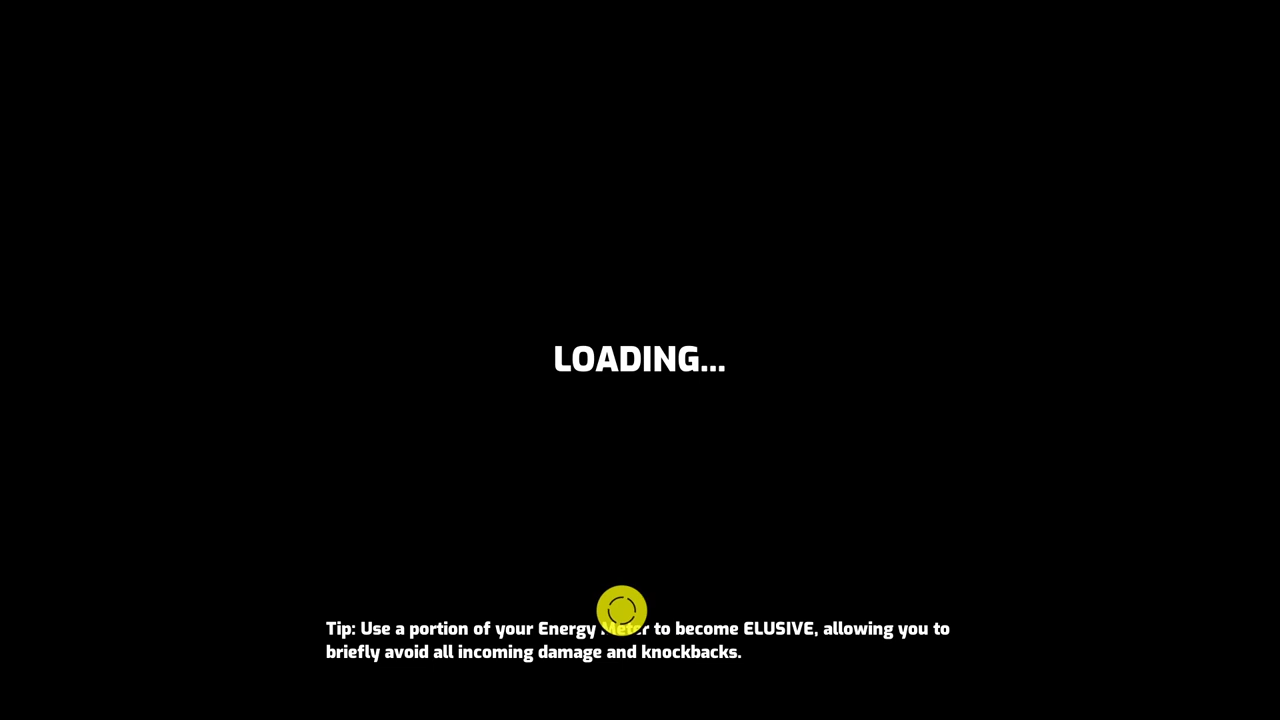 LOADING...
Tip: Use a portion of your Energy Meter to become ELUSIVE, allowing you to
briefly avoid all incoming damage and knockbacks.